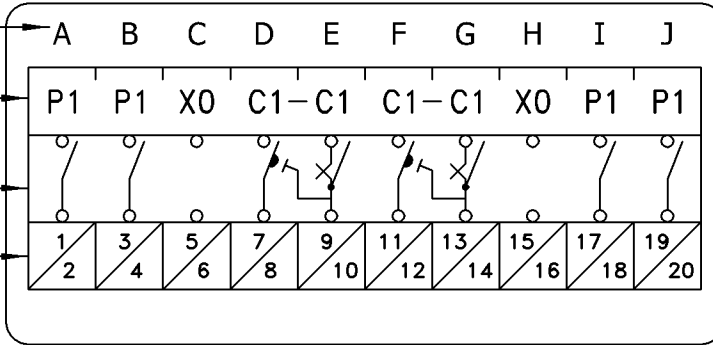 A B C D E F G H I J
P1 P1 X0 C1-C1 C1-C1 X0 P1 P1
1 3 5 7 9 11 13 15 17 19
2 4 6 8 10 12 14 16 18 20